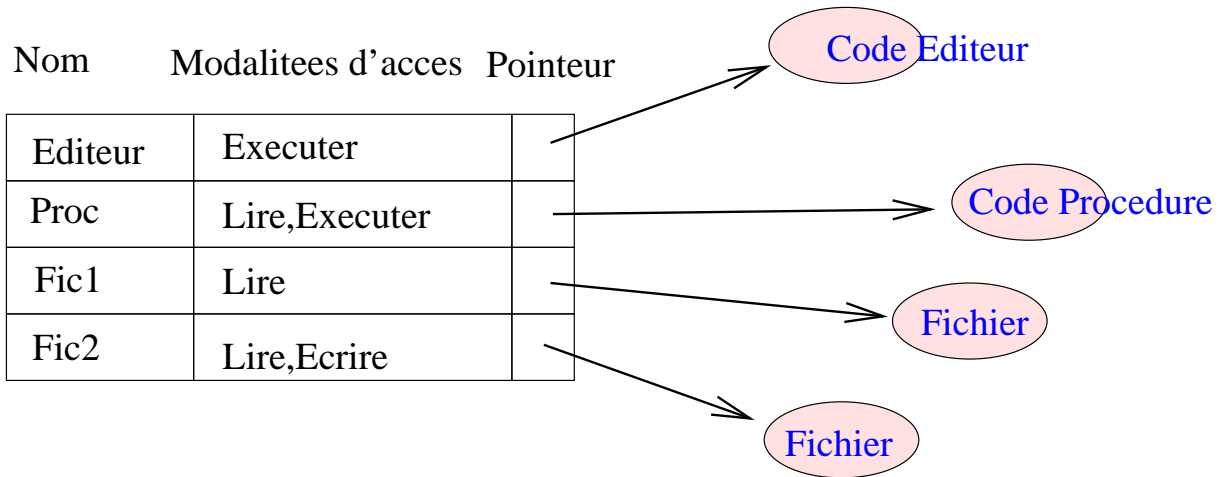 Nom Modalitees d'acces Pointeur
Code Editeur
Editeur Executer
Proc Lire,Executer
Code Procedure
Fic1 Lire
Fichier
Fic2 Lire,Ecrire
Fichier